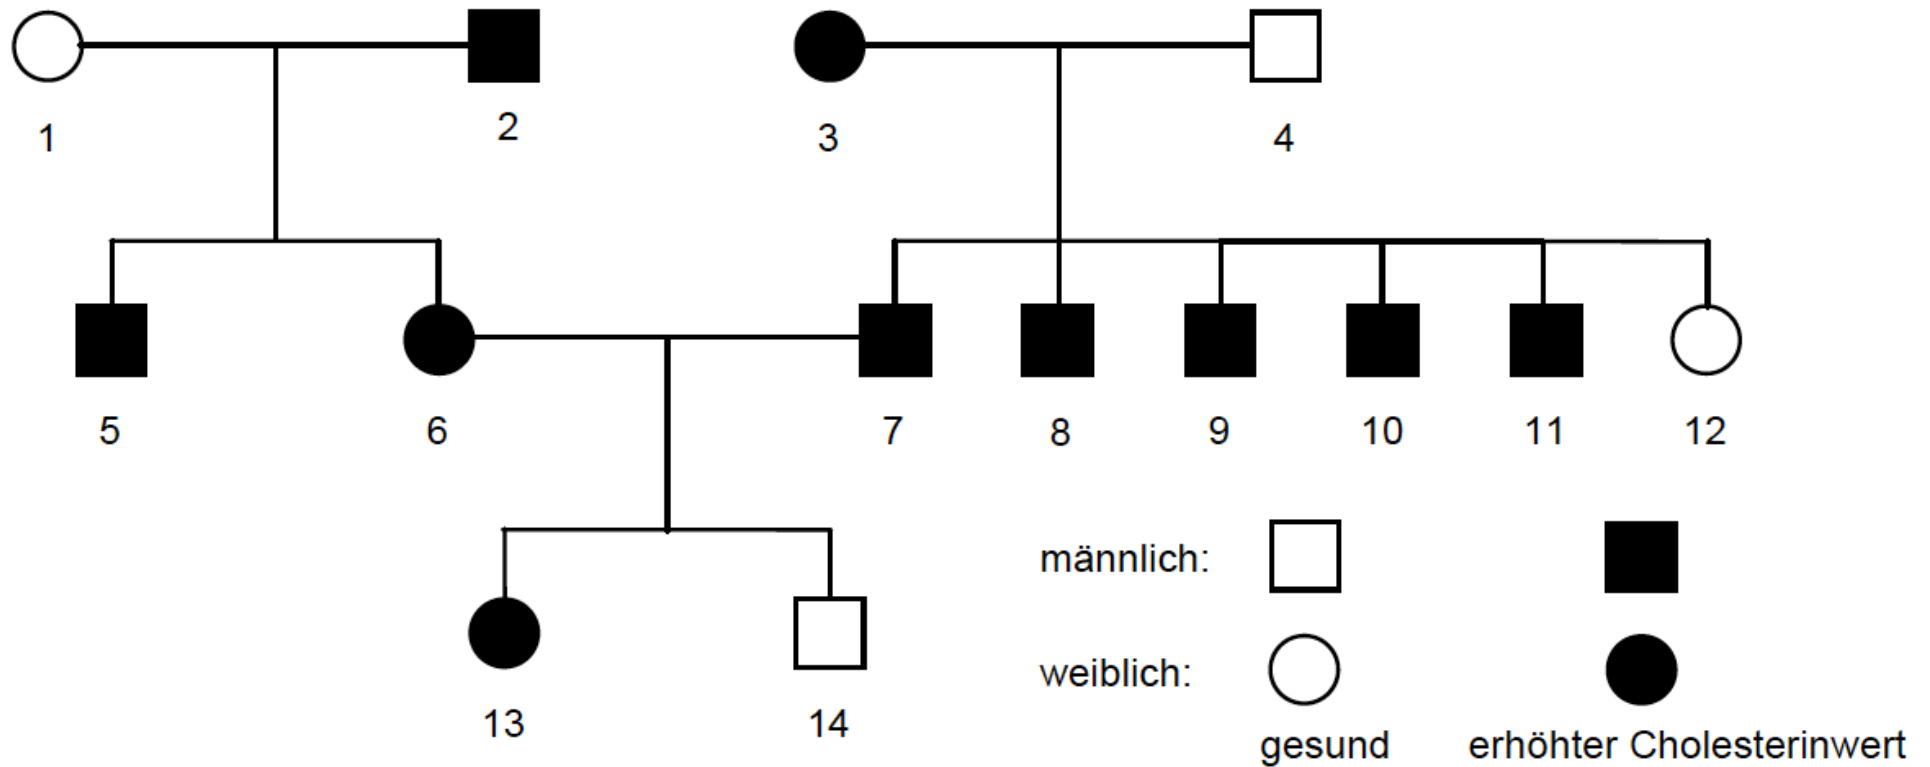 1 2 3 4
5 6 7 8 9 10 11 12
männlich:
weiblich:
13 14
gesund erhöhter Cholesterinwert